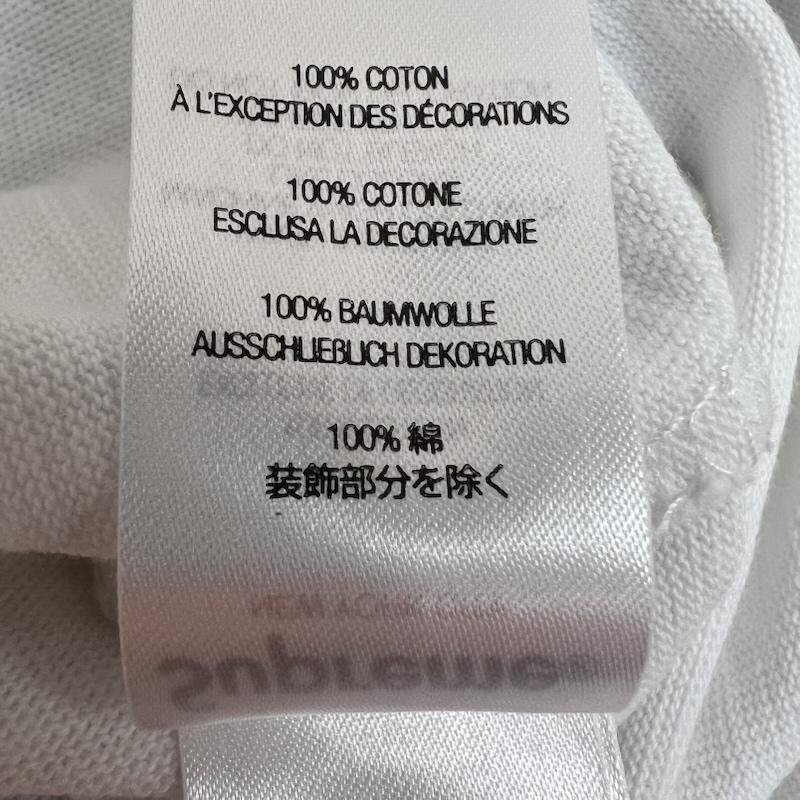 100% COTON
À L'EXCEPTION DES DÉCORATIONS
100% COTONE
ESCLUSA LA DECORAZIONE
100% BAUMWOLLE
AUSSCHLIEßLICH DEKORATION
100% 綿
装飾部分を除く
Supreme